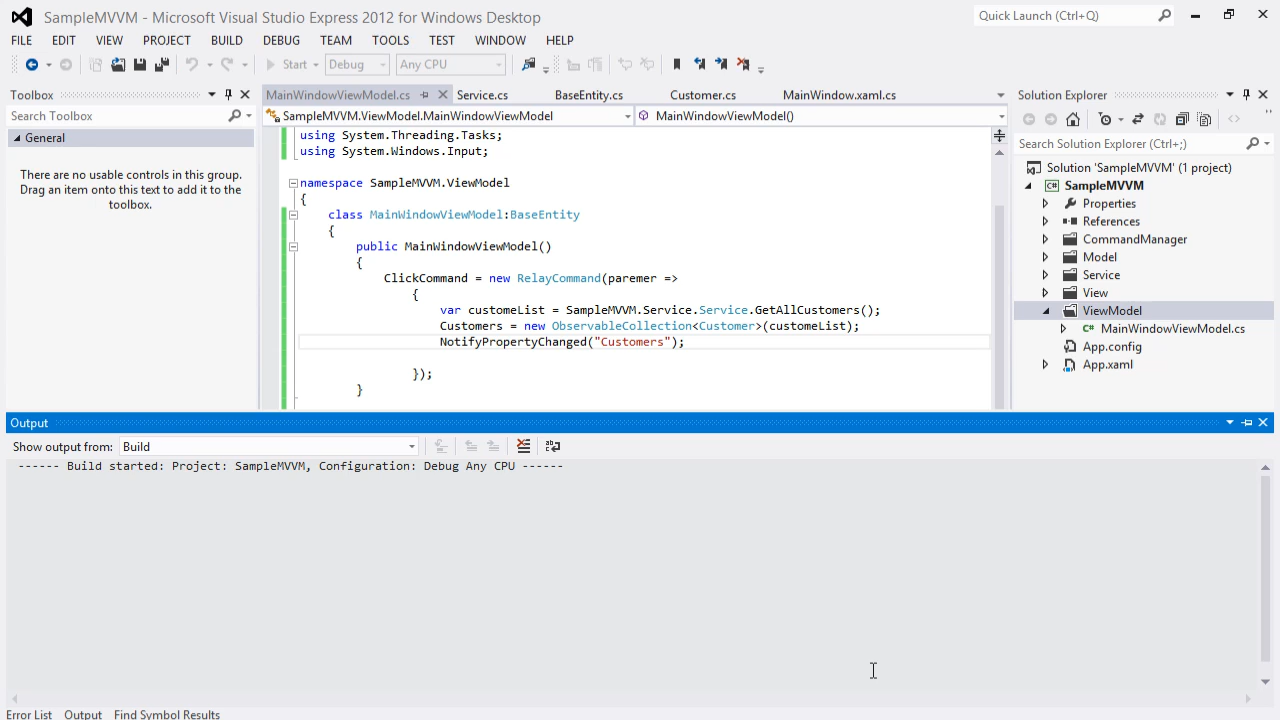 SampleMVVM - Microsoft Visual Studio Express 2012 for Windows Desktop
Quick Launch (Ctrl+Q)
FILE EDIT VIEW PROJECT BUILD DEBUG TEAM TOOLS TEST WINDOW HELP
Start Debug Any CPU
Toolbox
Search Toolbox
General
There are no usable controls in this group.
Drag an item onto this text to add it to the
toolbox.
MainWindowViewModel.cs Service.cs BaseEntity.cs Customer.cs MainWindow.xaml.cs
SampleMVVM.ViewModel.MainWindowViewModel MainWindowViewModel()
using System.Threading.Tasks;
using System.Windows.Input;
namespace SampleMVVM.ViewModel
{
class MainWindowViewModel:BaseEntity
{
public MainWindowViewModel()
{
ClickCommand = new RelayCommand(paremer =>
{
var customeList = SampleMVVM.Service.Service.GetAllCustomers();
Customers = new ObservableCollection<Customer>(customeList);
NotifyPropertyChanged("Customers");
});
}
Solution Explorer
Search Solution Explorer (Ctrl+;)
Solution 'SampleMVVM' (1 project)
C# SampleMVVM
Properties
References
CommandManager
Model
Service
View
ViewModel
C# MainWindowViewModel.cs
App.config
App.xaml
Output
Show output from: Build
------ Build started: Project: SampleMVVM, Configuration: Debug Any CPU ------
Error List Output Find Symbol Results